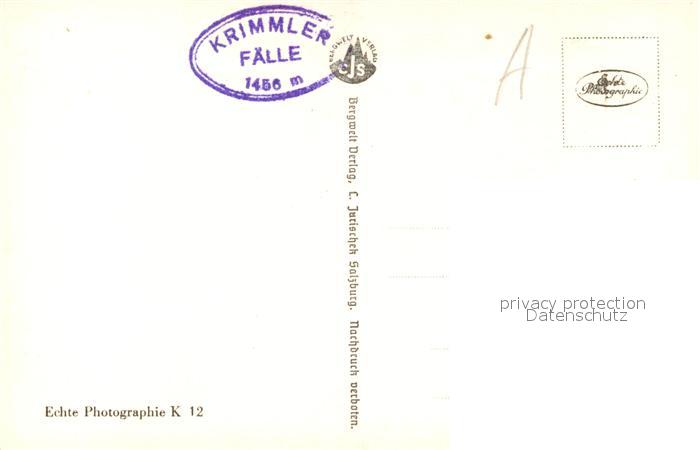 KRIMMLER
FÄLLE
1456 m
BERGWELT VERLAG
CJS
Bergwelt Verlag, C. Jurischek Salzburg. Nachdruck verboten.
A
Echte
Photographie
privacy protection
Datenschutz
Echte Photographie K 12